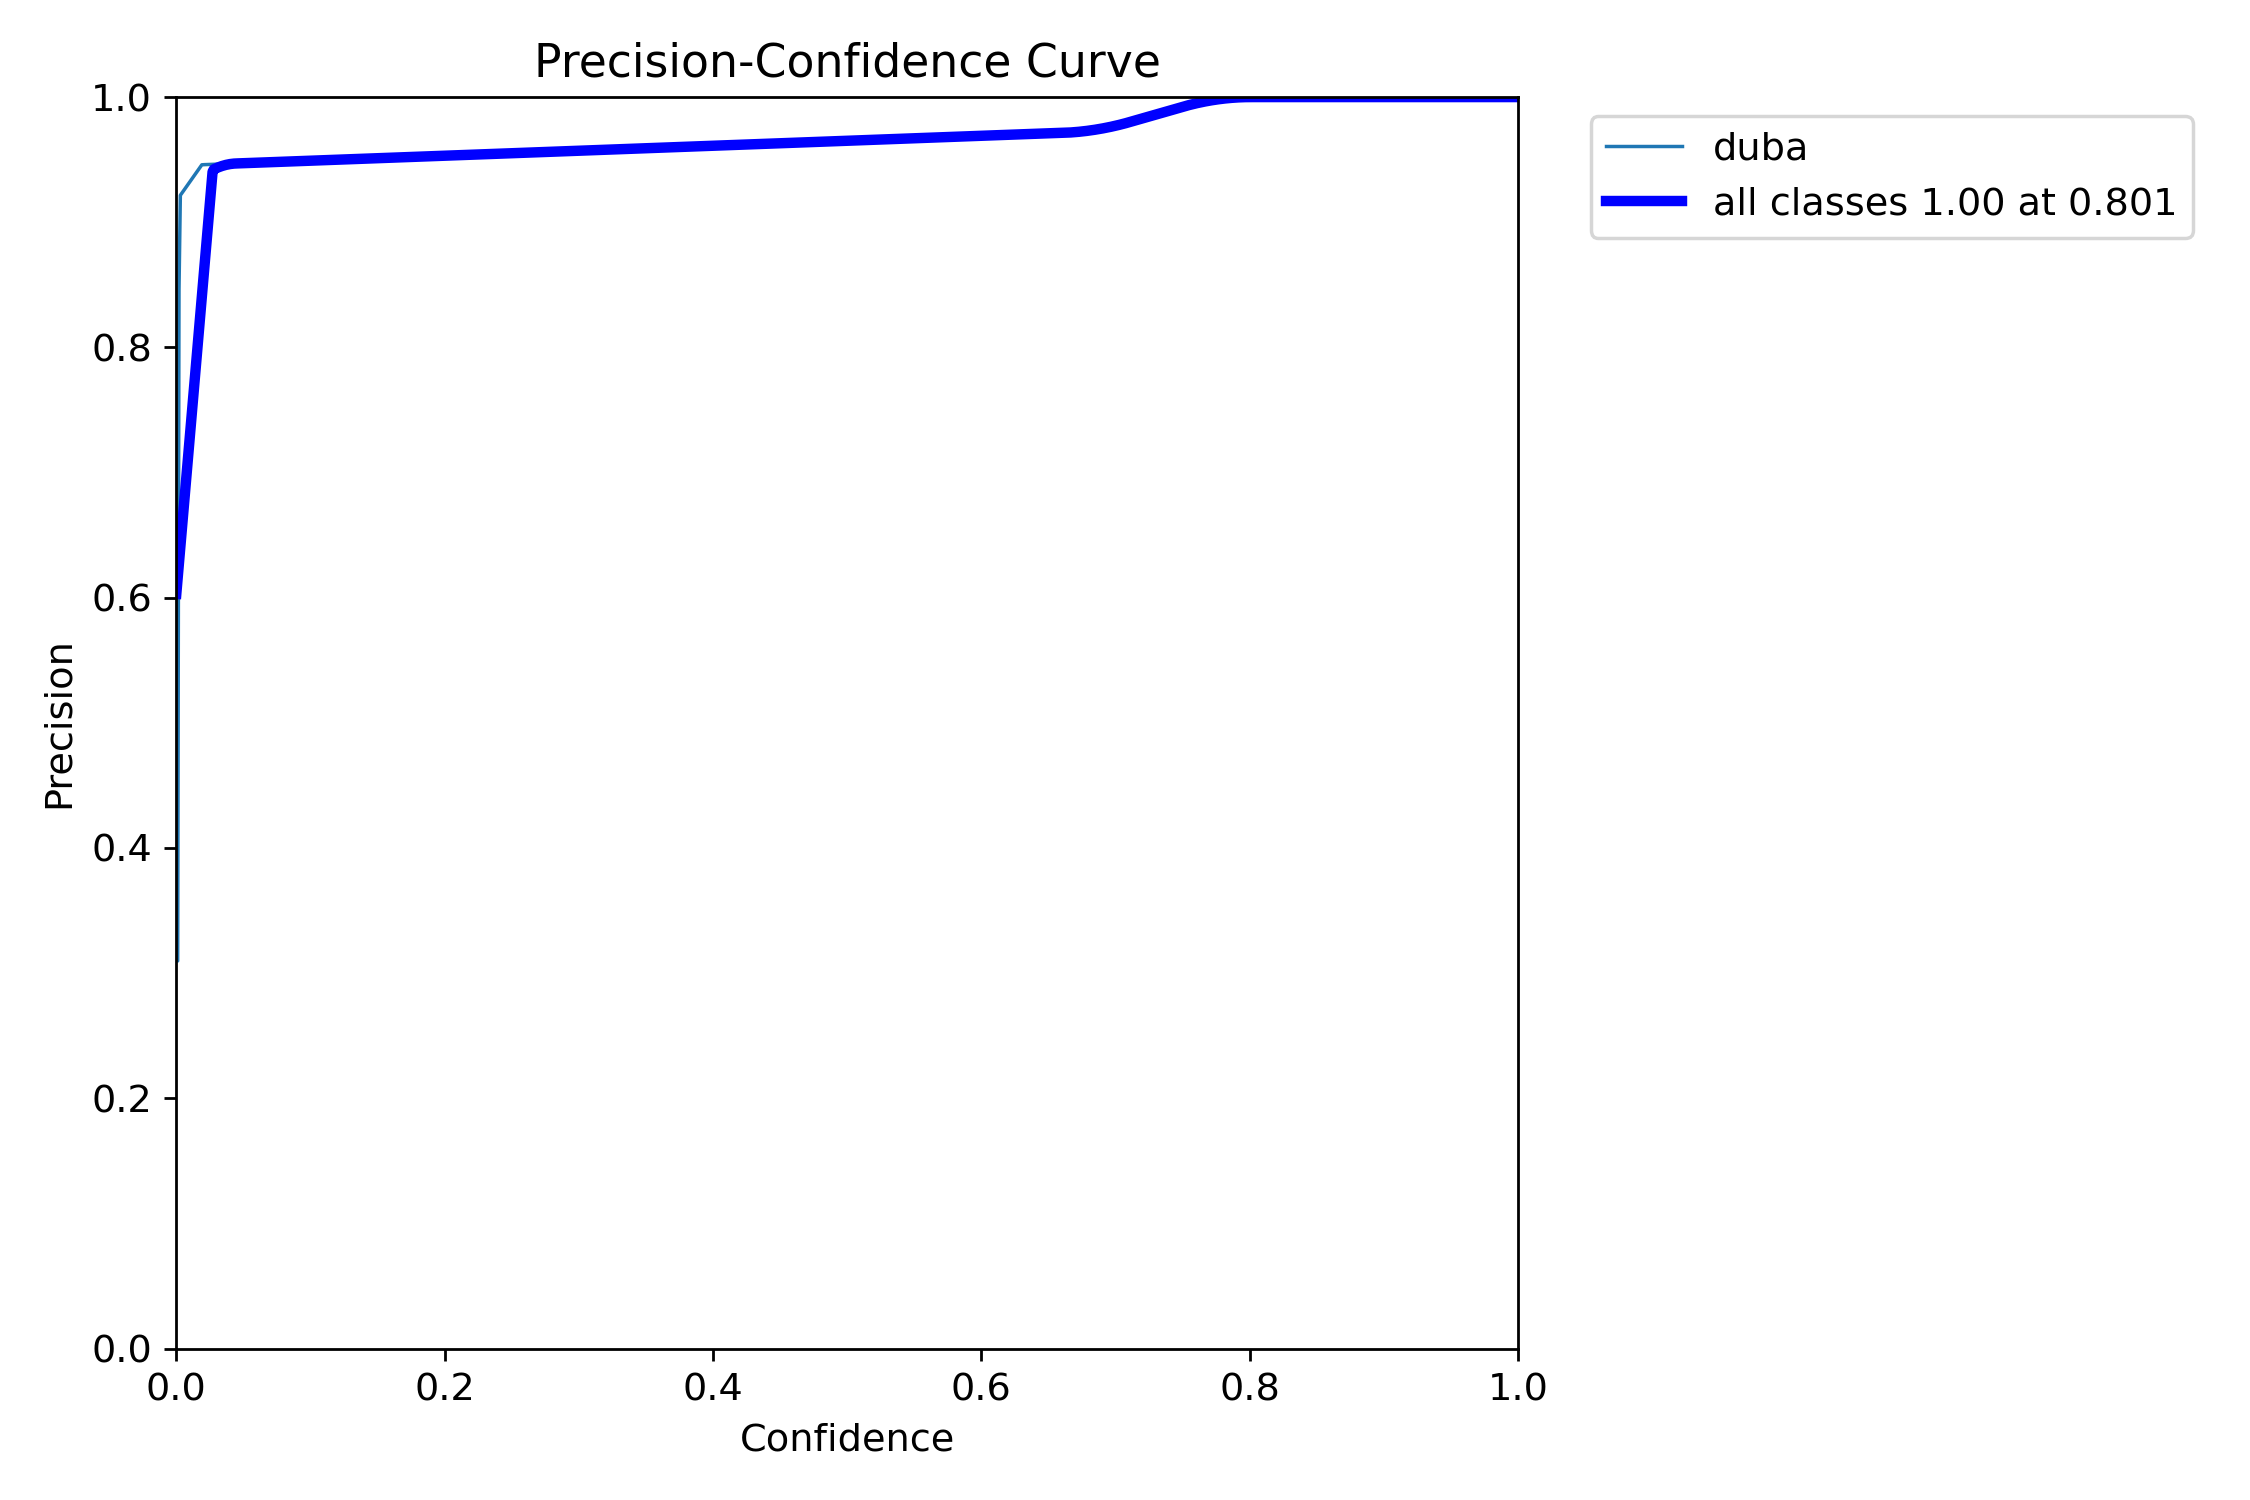 Precision-Confidence Curve
1.0
0.8
0.6
0.4
0.2
0.0
Precision
0.0 0.2 0.4 0.6 0.8 1.0
Confidence
duba
all classes 1.00 at 0.801